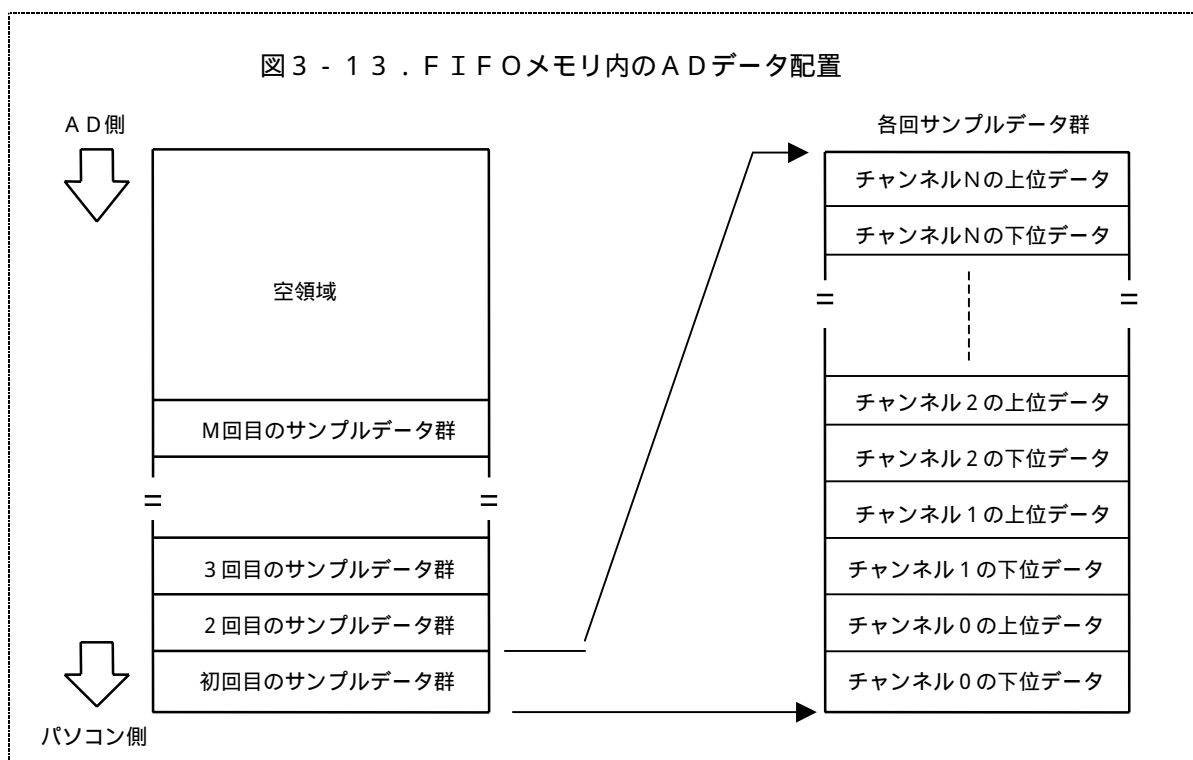 図3-13.FIFOメモリ内のADデータ配置
AD側
空領域
M回目のサンプルデータ群
=
=
3回目のサンプルデータ群
2回目のサンプルデータ群
初回目のサンプルデータ群
パソコン側
各回サンプルデータ群
チャンネルNの上位データ
チャンネルNの下位データ
=
=
チャンネル2の上位データ
チャンネル2の下位データ
チャンネル1の上位データ
チャンネル1の下位データ
チャンネル0の上位データ
チャンネル0の下位データ